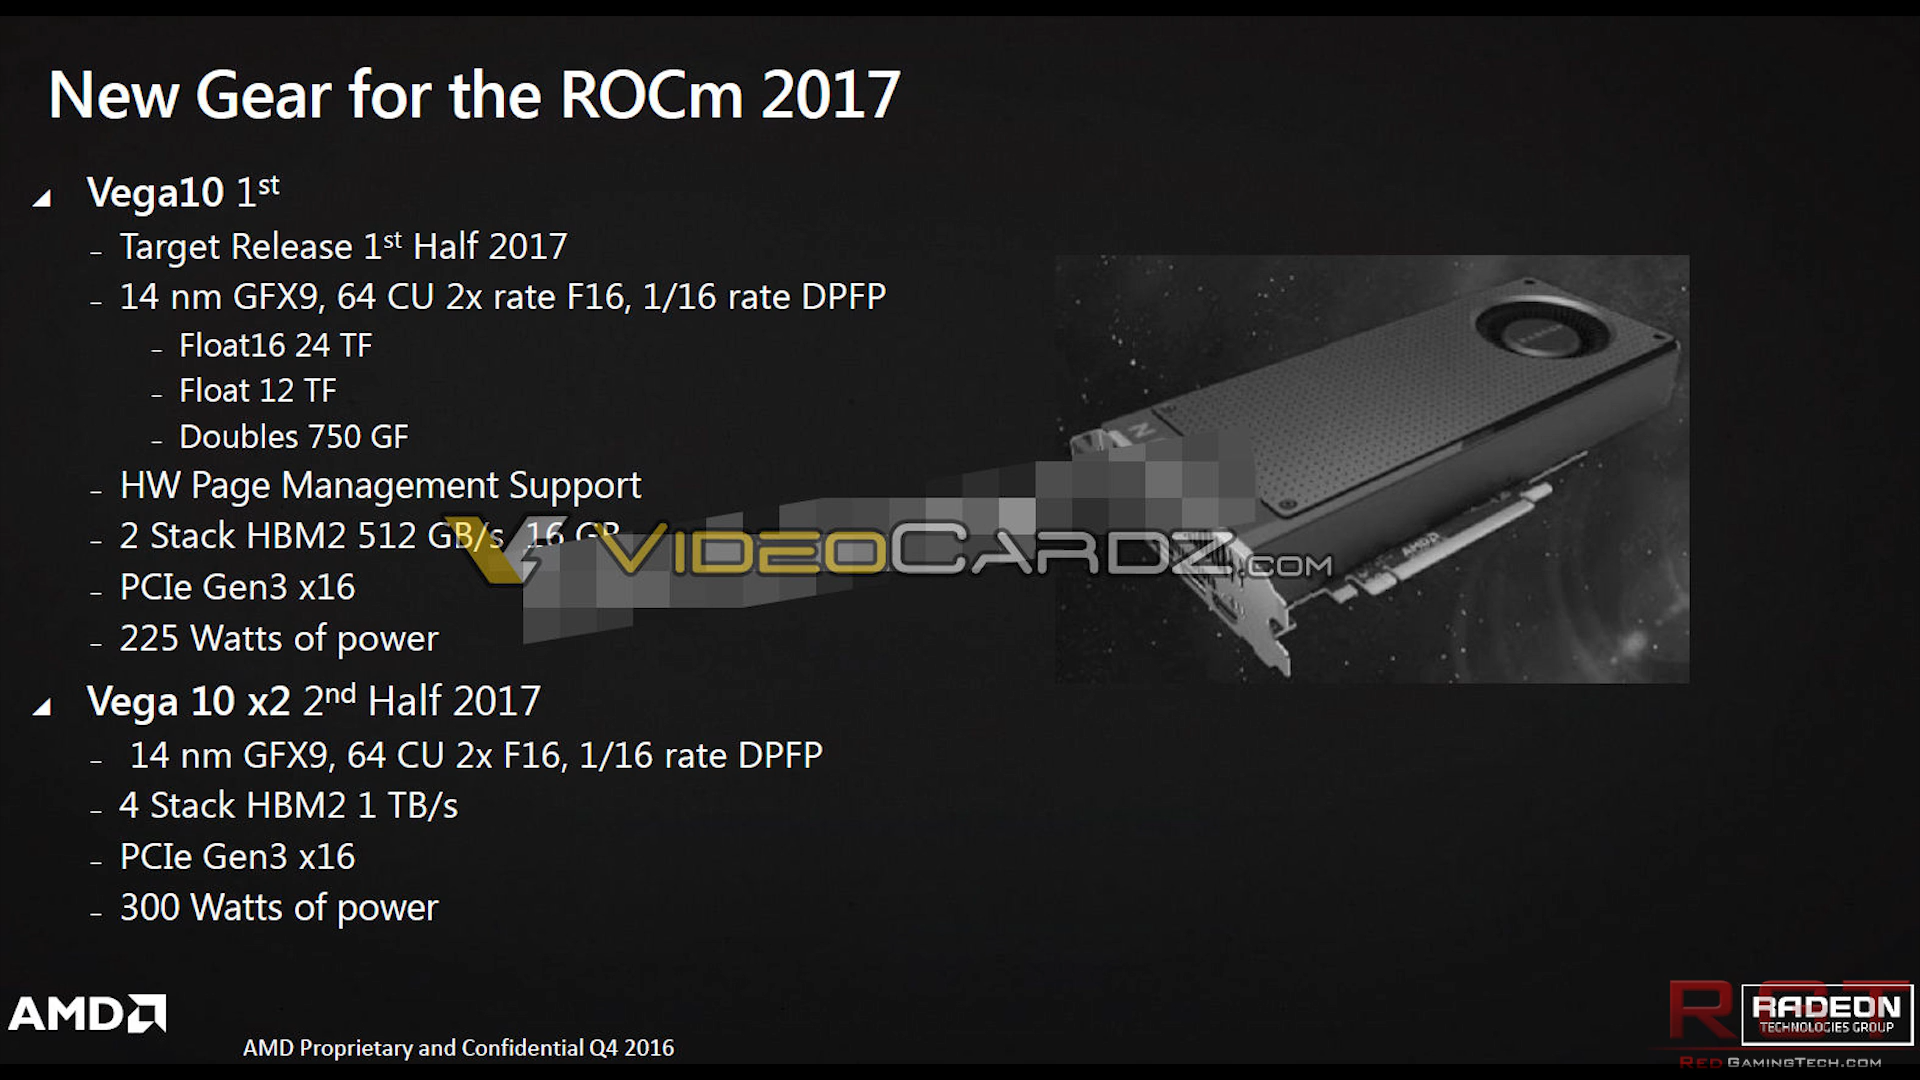 New Gear for the ROCm 2017
Vega10 1st
Target Release 1st Half 2017
14 nm GFX9, 64 CU 2x rate F16, 1/16 rate DPFP
Float16 24 TF
Float 12 TF
Doubles 750 GF
HW Page Management Support
2 Stack HBM2 512 GB/s 16 GB
VIDEOCARDZ.COM
PCIe Gen3 x16
225 Watts of power
Vega 10 x2 2nd Half 2017
14 nm GFX9, 64 CU 2x F16, 1/16 rate DPFP
4 Stack HBM2 1 TB/s
PCIe Gen3 x16
300 Watts of power
AMD
AMD
AMD Proprietary and Confidential Q4 2016
RGT
RADEON
TECHNOLOGIES GROUP
REDGAMINGTECH.COM